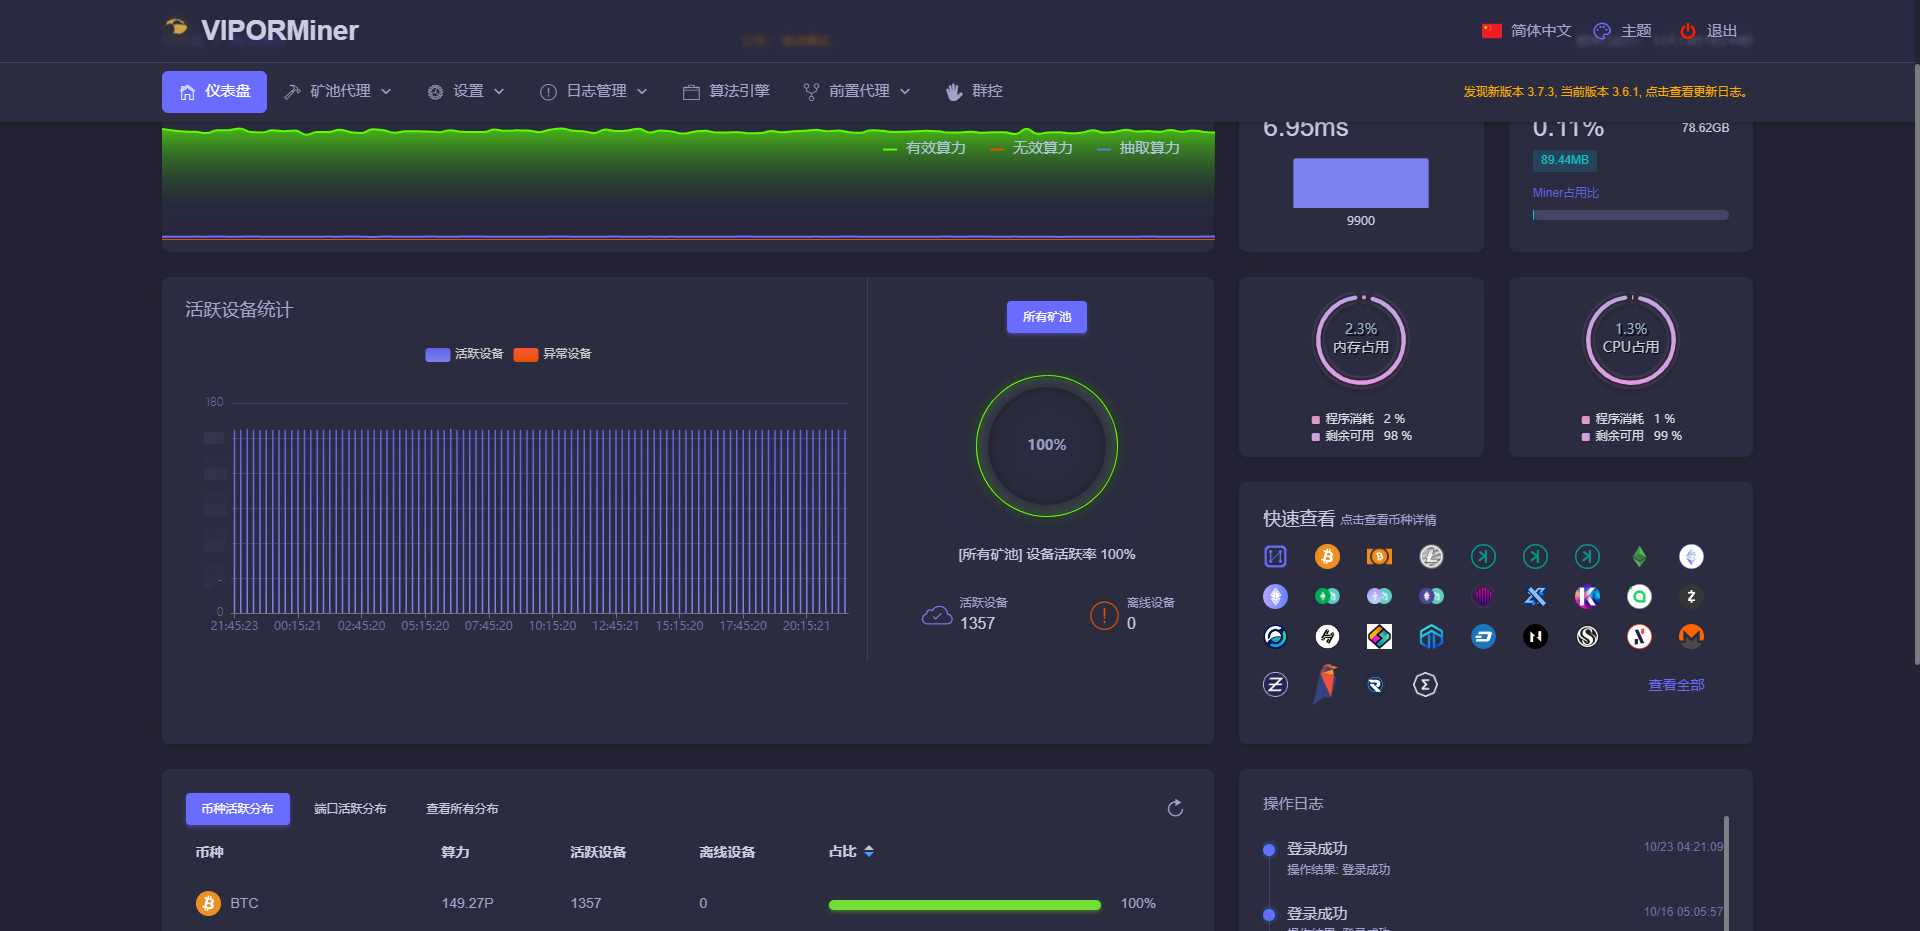 VIPORMiner
简体中文
主题
退出
仪表盘
矿池代理
设置
日志管理
算法引擎
前置代理
群控
发现新版本 3.7.3, 当前版本 3.6.1, 点击查看更新日志。
有效算力
无效算力
抽取算力
6.95ms
9900
0.11%
78.62GB
89.44MB
Miner占用比
活跃设备统计
活跃设备
异常设备
180
0
21:45:23
00:15:21
02:45:20
05:15:20
07:45:20
10:15:20
12:45:21
15:15:20
17:45:20
20:15:21
所有矿池
100%
[所有矿池] 设备活跃率 100%
活跃设备
1357
离线设备
0
2.3%
内存占用
程序消耗 2 %
剩余可用 98 %
1.3%
CPU占用
程序消耗 1 %
剩余可用 99 %
快速查看 点击查看币种详情
查看全部
币种活跃分布
端口活跃分布
查看所有分布
币种
算力
活跃设备
离线设备
占比
BTC
149.27P
1357
0
100%
操作日志
登录成功
10/23 04:21:09
操作结果: 登录成功
登录成功
10/16 05:05:57